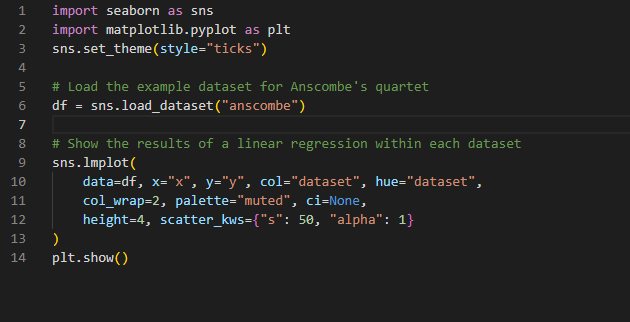 1 import seaborn as sns
2 import matplotlib.pyplot as plt
3 sns.set_theme(style="ticks")
4
5 # Load the example dataset for Anscombe's quartet
6 df = sns.load_dataset("anscombe")
7
8 # Show the results of a linear regression within each dataset
9 sns.lmplot(
10     data=df, x="x", y="y", col="dataset", hue="dataset",
11     col_wrap=2, palette="muted", ci=None,
12     height=4, scatter_kws={"s": 50, "alpha": 1}
13 )
14 plt.show()